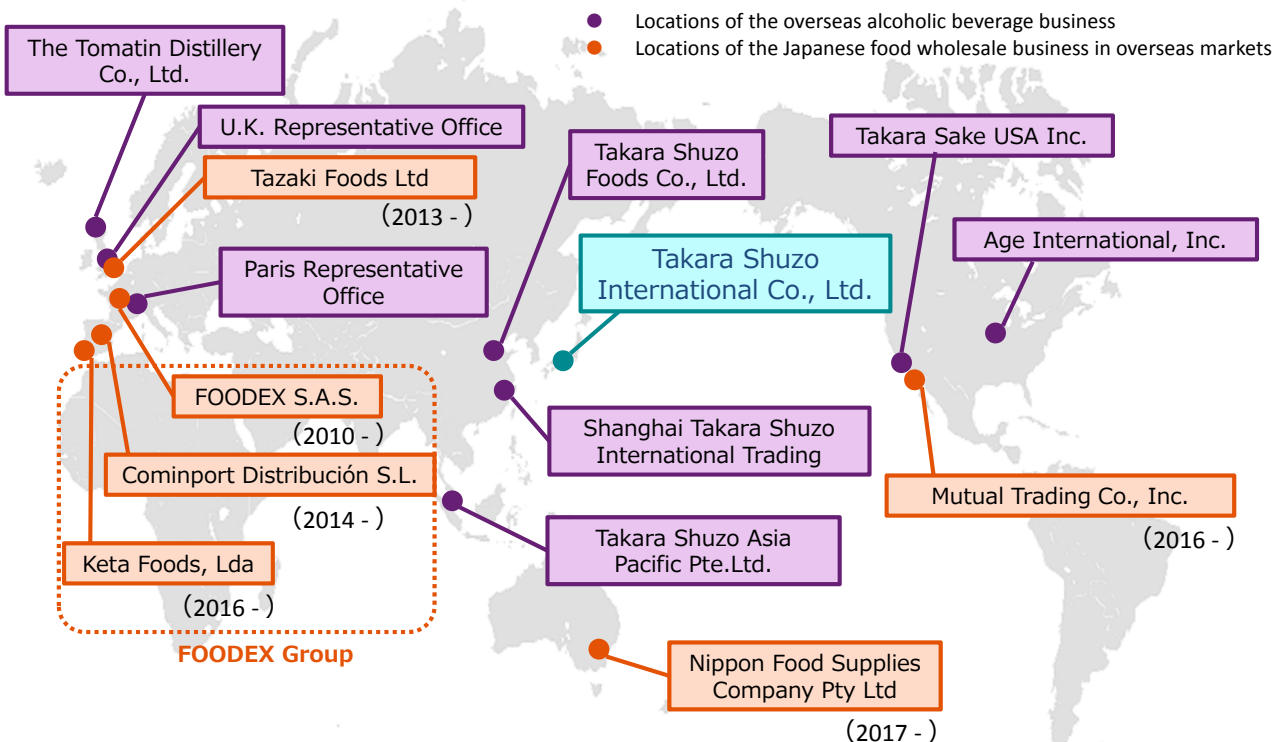 Locations of the overseas alcoholic beverage business
Locations of the Japanese food wholesale business in overseas markets
The Tomatin Distillery
Co., Ltd.
U.K. Representative Office
Tazaki Foods Ltd
(2013 - )
Paris Representative
Office
Takara Shuzo
Foods Co., Ltd.
Takara Shuzo
International Co., Ltd.
Takara Sake USA Inc.
Age International, Inc.
FOODEX S.A.S.
(2010 - )
Cominport Distribución S.L.
(2014 - )
Keta Foods, Lda
(2016 - )
FOODEX Group
Shanghai Takara Shuzo
International Trading
Takara Shuzo Asia
Pacific Pte.Ltd.
Mutual Trading Co., Inc.
(2016 - )
Nippon Food Supplies
Company Pty Ltd
(2017 - )